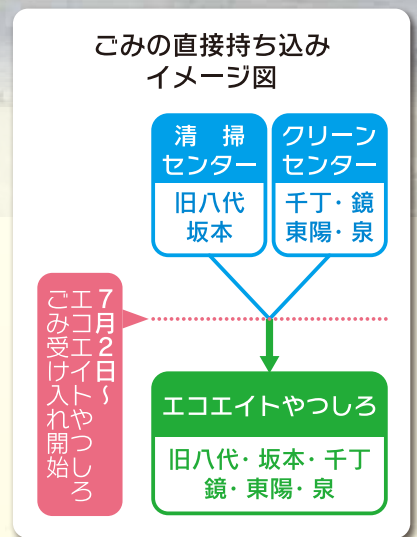 ごみの直接持ち込み
イメージ図
清掃
センター
旧八代
坂本
クリーン
センター
千丁・鏡
東陽・泉
7月2日～
エコエイトやつしろ
ごみ受け入れ開始
エコエイトやつしろ
旧八代・坂本・千丁
鏡・東陽・泉